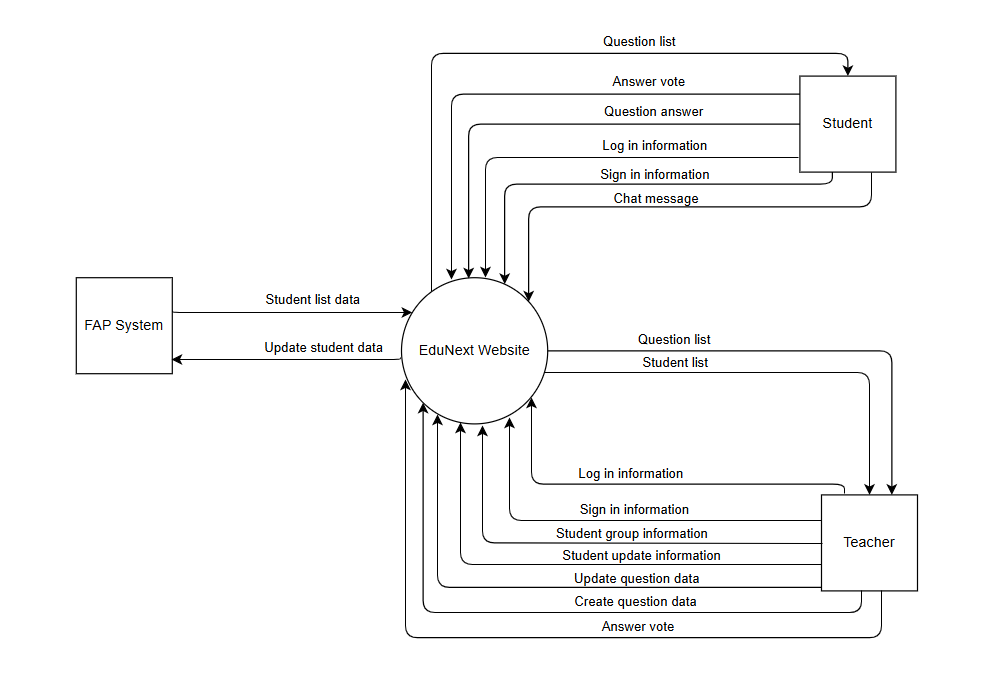 Question list
Answer vote
Question answer
Student
Log in information
Sign in information
Chat message
Student list data
FAP System
Update student data
EduNext Website
Question list
Student list
Log in information
Sign in information
Student group information
Teacher
Student update information
Update question data
Create question data
Answer vote